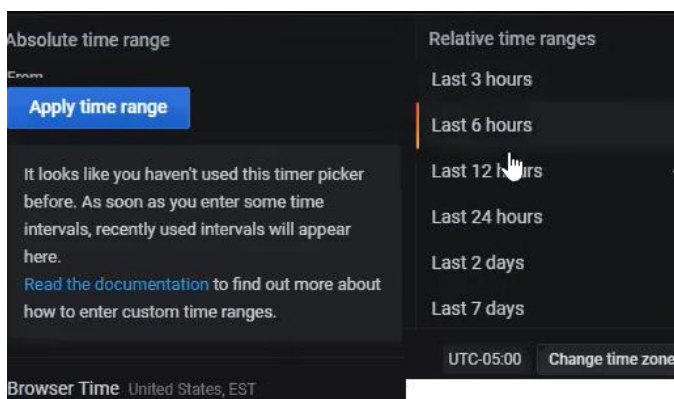 Absolute time range
From
Apply time range
It looks like you haven't used this timer picker
before. As soon as you enter some time
intervals, recently used intervals will appear
here.
Read the documentation to find out more about
how to enter custom time ranges.
Browser Time United States, EST
Relative time ranges
Last 3 hours
Last 6 hours
Last 12 hours
Last 24 hours
Last 2 days
Last 7 days
UTC-05:00 Change time zone